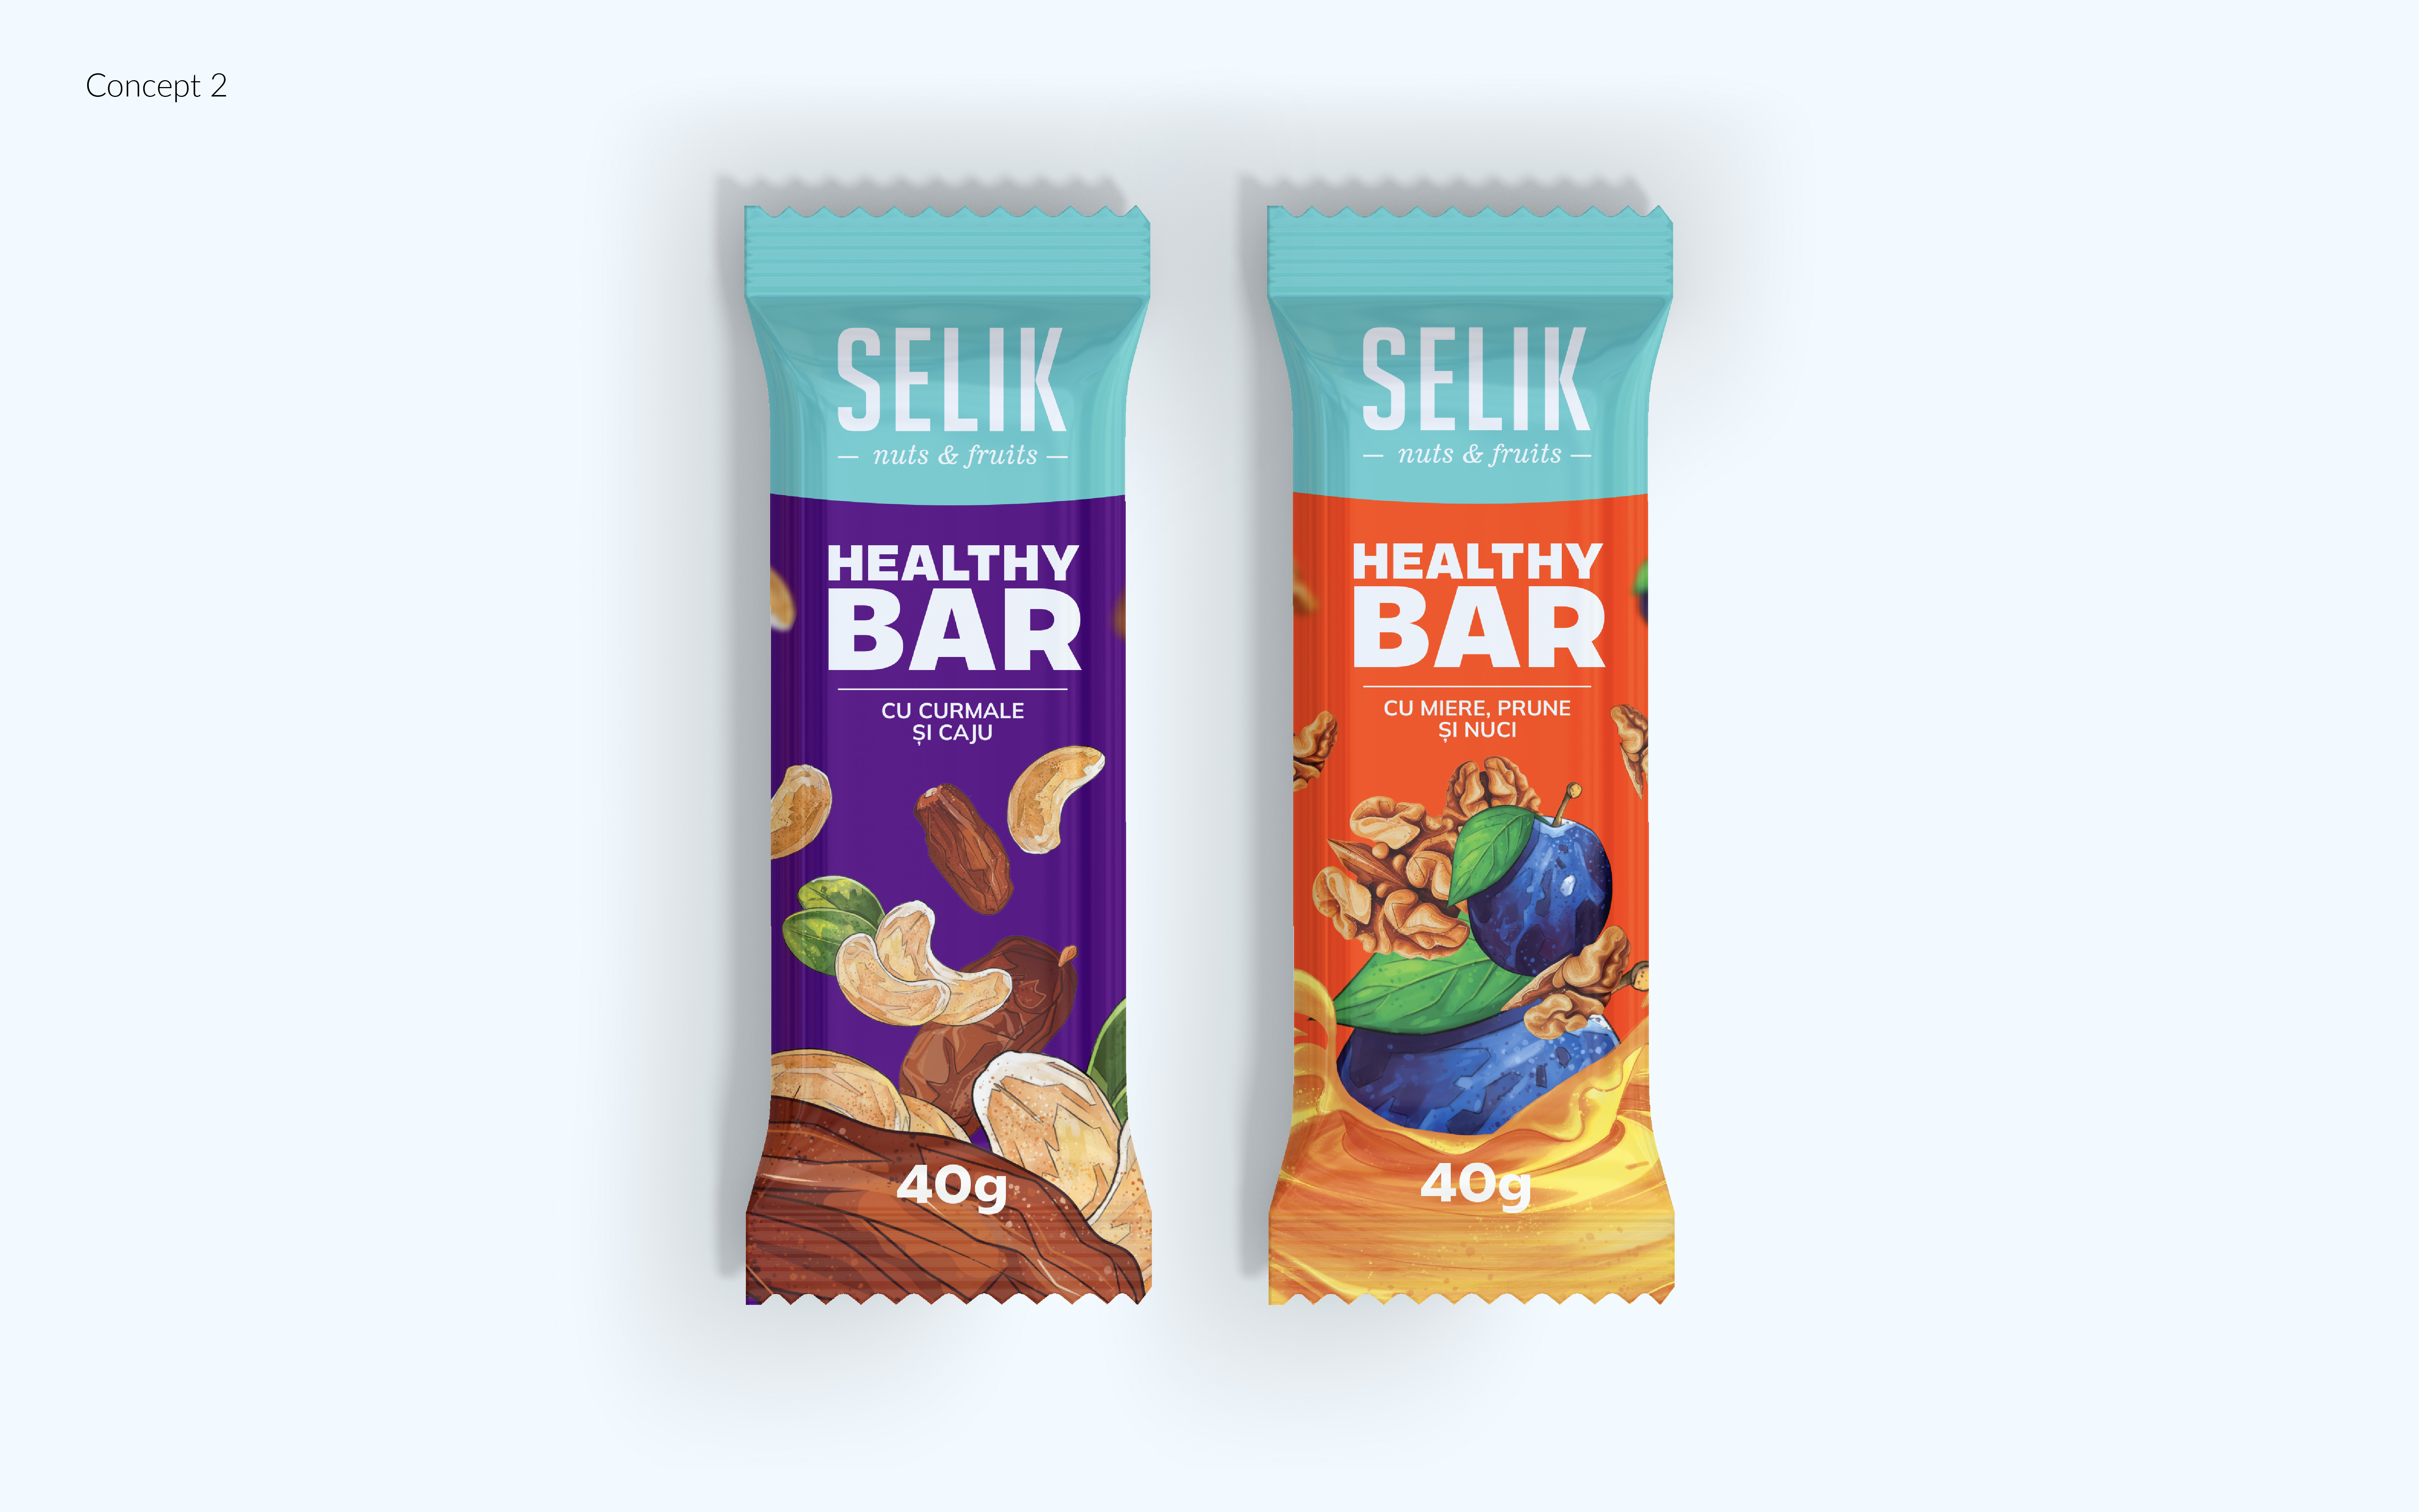 Concept 2
SELIK
— nuts & fruits —
HEALTHY
BAR
CU CURMALE
ȘI CAJU
40g
SELIK
— nuts & fruits —
HEALTHY
BAR
CU MIERE, PRUNE
ȘI NUCI
40g